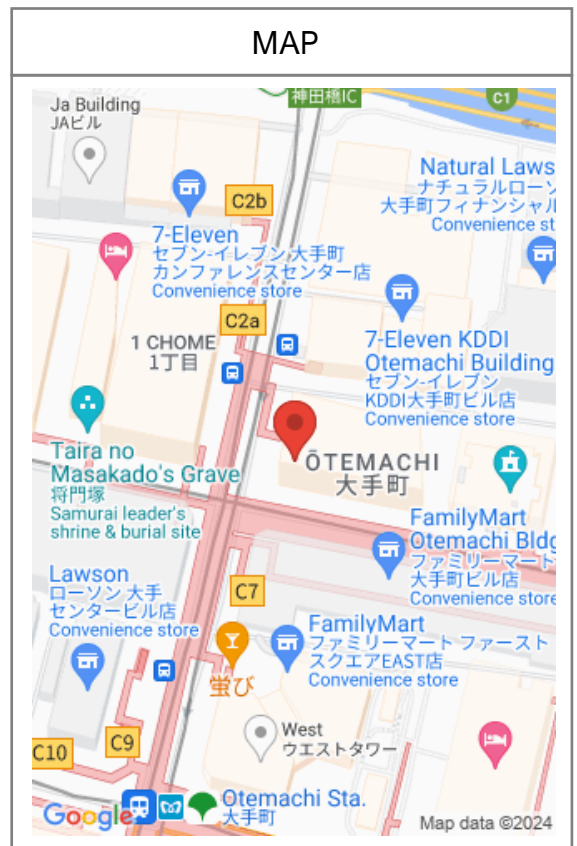 MAP
神田橋IC
C1
Ja Building
JAビル
Natural Laws
ナチュラルローソ
大手町フィナンシャル
Convenience st
C2b
7-Eleven
セブン-イレブン 大手町
カンファレンスセンター店
Convenience store
C2a
1 CHOME
1丁目
7-Eleven KDDI
Otemachi Building
セブン-イレブン
KDDI大手町ビル店
Convenience store
Taira no
Masakado's Grave
将門塚
Samurai leader's
shrine & burial site
ŌTEMACHI
大手町
FamilyMart
Otemachi Bldg
ファミリーマート
大手町ビル店
Convenience store
Lawson
ローソン 大手
センタービル店
Convenience store
C7
FamilyMart
ファミリーマート ファースト
スクエアEAST店
Convenience store
蛍び
West
ウエストタワー
C10
C9
Otemachi Sta.
大手町
Google
Map data ©2024